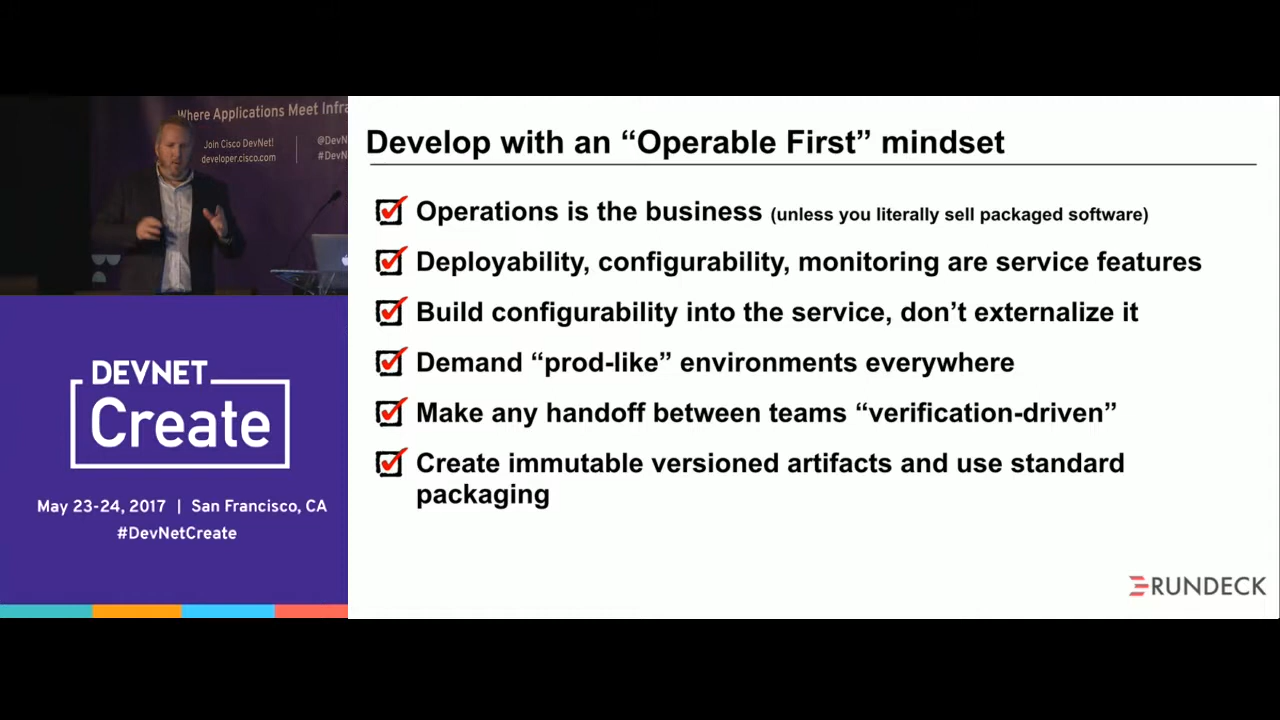 Where Applications Meet Infra
Join Cisco DevNet!
developer.cisco.com
@DevN
#DevN
DEVNET
Create
May 23-24, 2017 | San Francisco, CA
#DevNetCreate
Develop with an “Operable First” mindset
Operations is the business (unless you literally sell packaged software)
Deployability, configurability, monitoring are service features
Build configurability into the service, don’t externalize it
Demand “prod-like” environments everywhere
Make any handoff between teams “verification-driven”
Create immutable versioned artifacts and use standard
packaging
RUNDECK